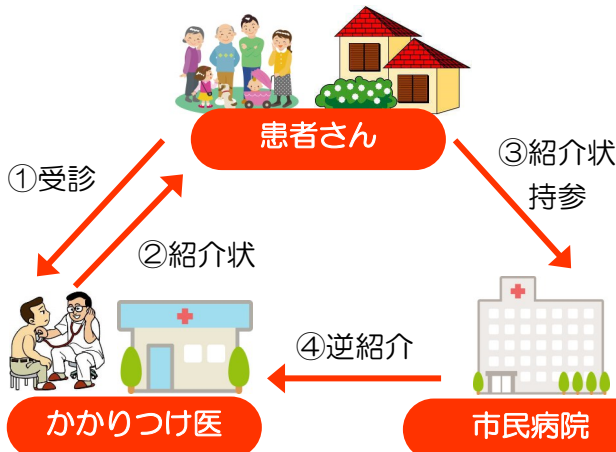 患者さん
①受診
③紹介状
持参
②紹介状
④逆紹介
かかりつけ医
市民病院